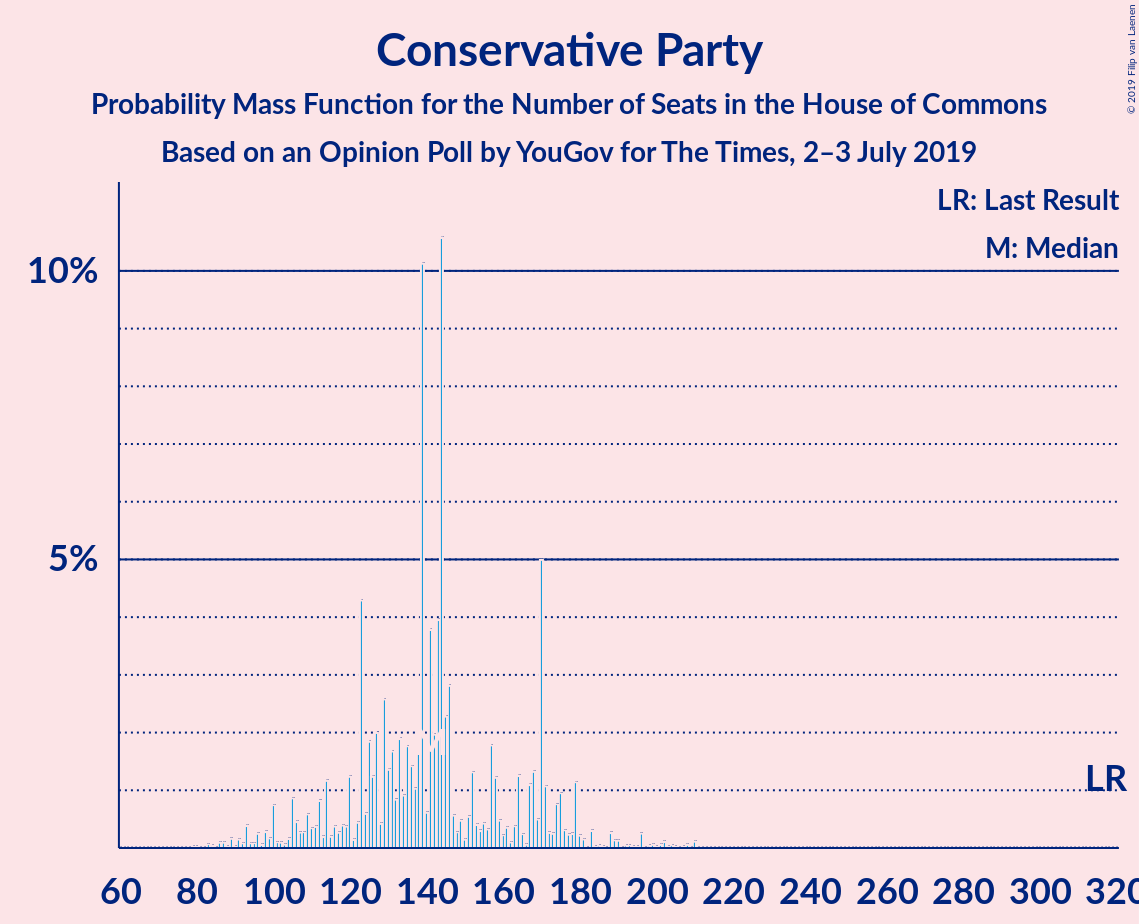 Conservative Party
Probability Mass Function for the Number of Seats in the House of Commons
Based on an Opinion Poll by YouGov for The Times, 2–3 July 2019
© 2019 Filip van Laenen
LR: Last Result
M: Median
10%
5%
LR
60 80 100 120 140 160 180 200 220 240 260 280 300 320